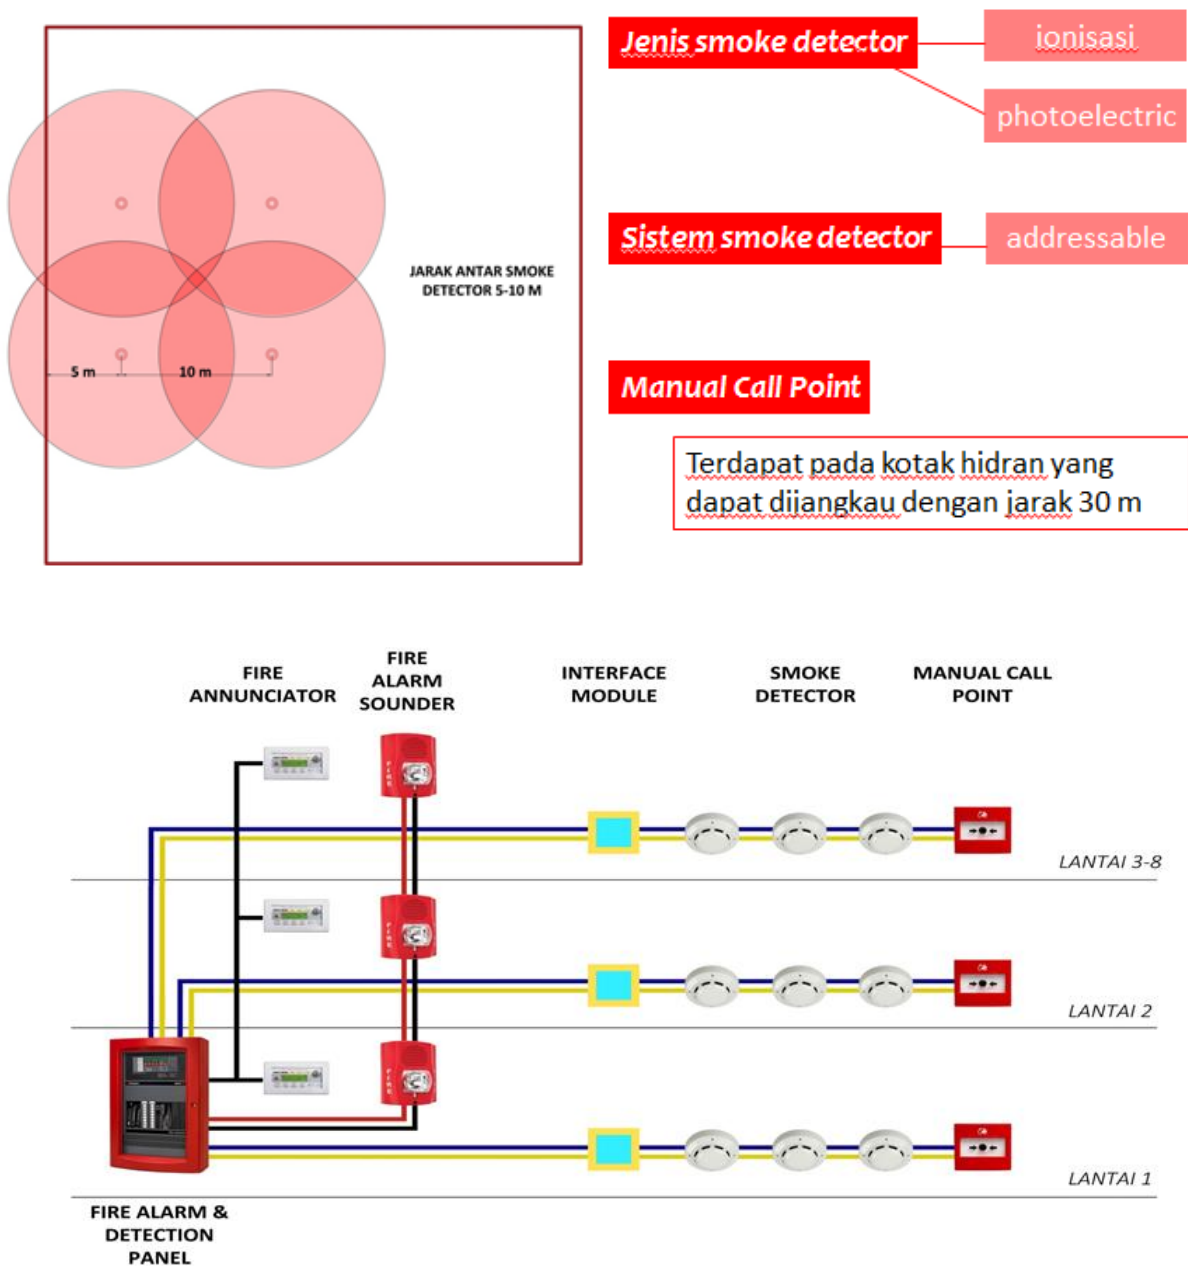 Jenis smoke detector
ionisasi
photoelectric
Sistem smoke detector
addressable
JARAK ANTAR SMOKE
DETECTOR 5-10 M
5 m
10 m
Manual Call Point
Terdapat pada kotak hidran yang
dapat dijangkau dengan jarak 30 m
FIRE
ANNUNCIATOR
FIRE
ALARM
SOUNDER
INTERFACE
MODULE
SMOKE
DETECTOR
MANUAL CALL
POINT
LANTAI 3-8
LANTAI 2
LANTAI 1
FIRE ALARM &
DETECTION
PANEL